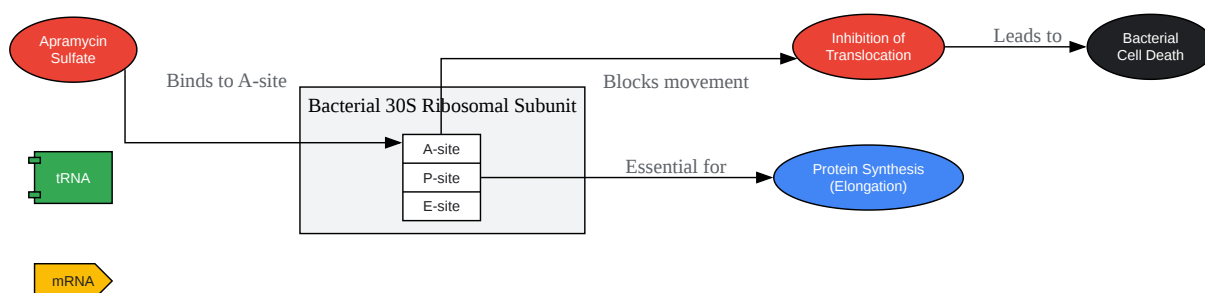 Apramycin
Sulfate
Binds to A-site
Bacterial 30S Ribosomal Subunit
A-site
P-site
E-site
Blocks movement
Inhibition of
Translocation
Leads to
Bacterial
Cell Death
Essential for
Protein Synthesis
(Elongation)
tRNA
mRNA